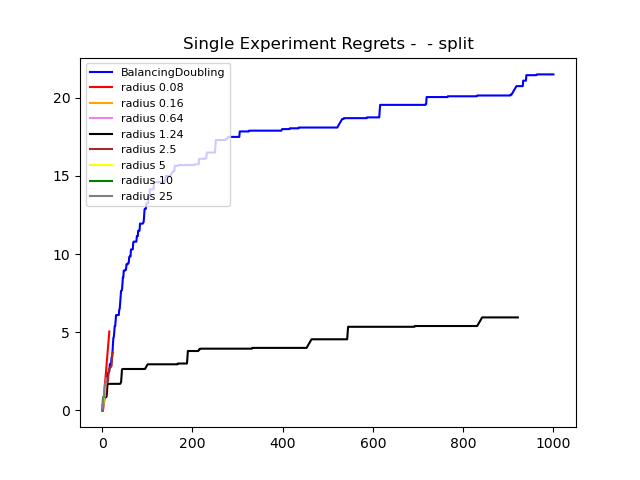 Single Experiment Regrets -  - split
BalancingDoubling
radius 0.08
radius 0.16
radius 0.64
radius 1.24
radius 2.5
radius 5
radius 10
radius 25
20
15
10
5
0
0 200 400 600 800 1000